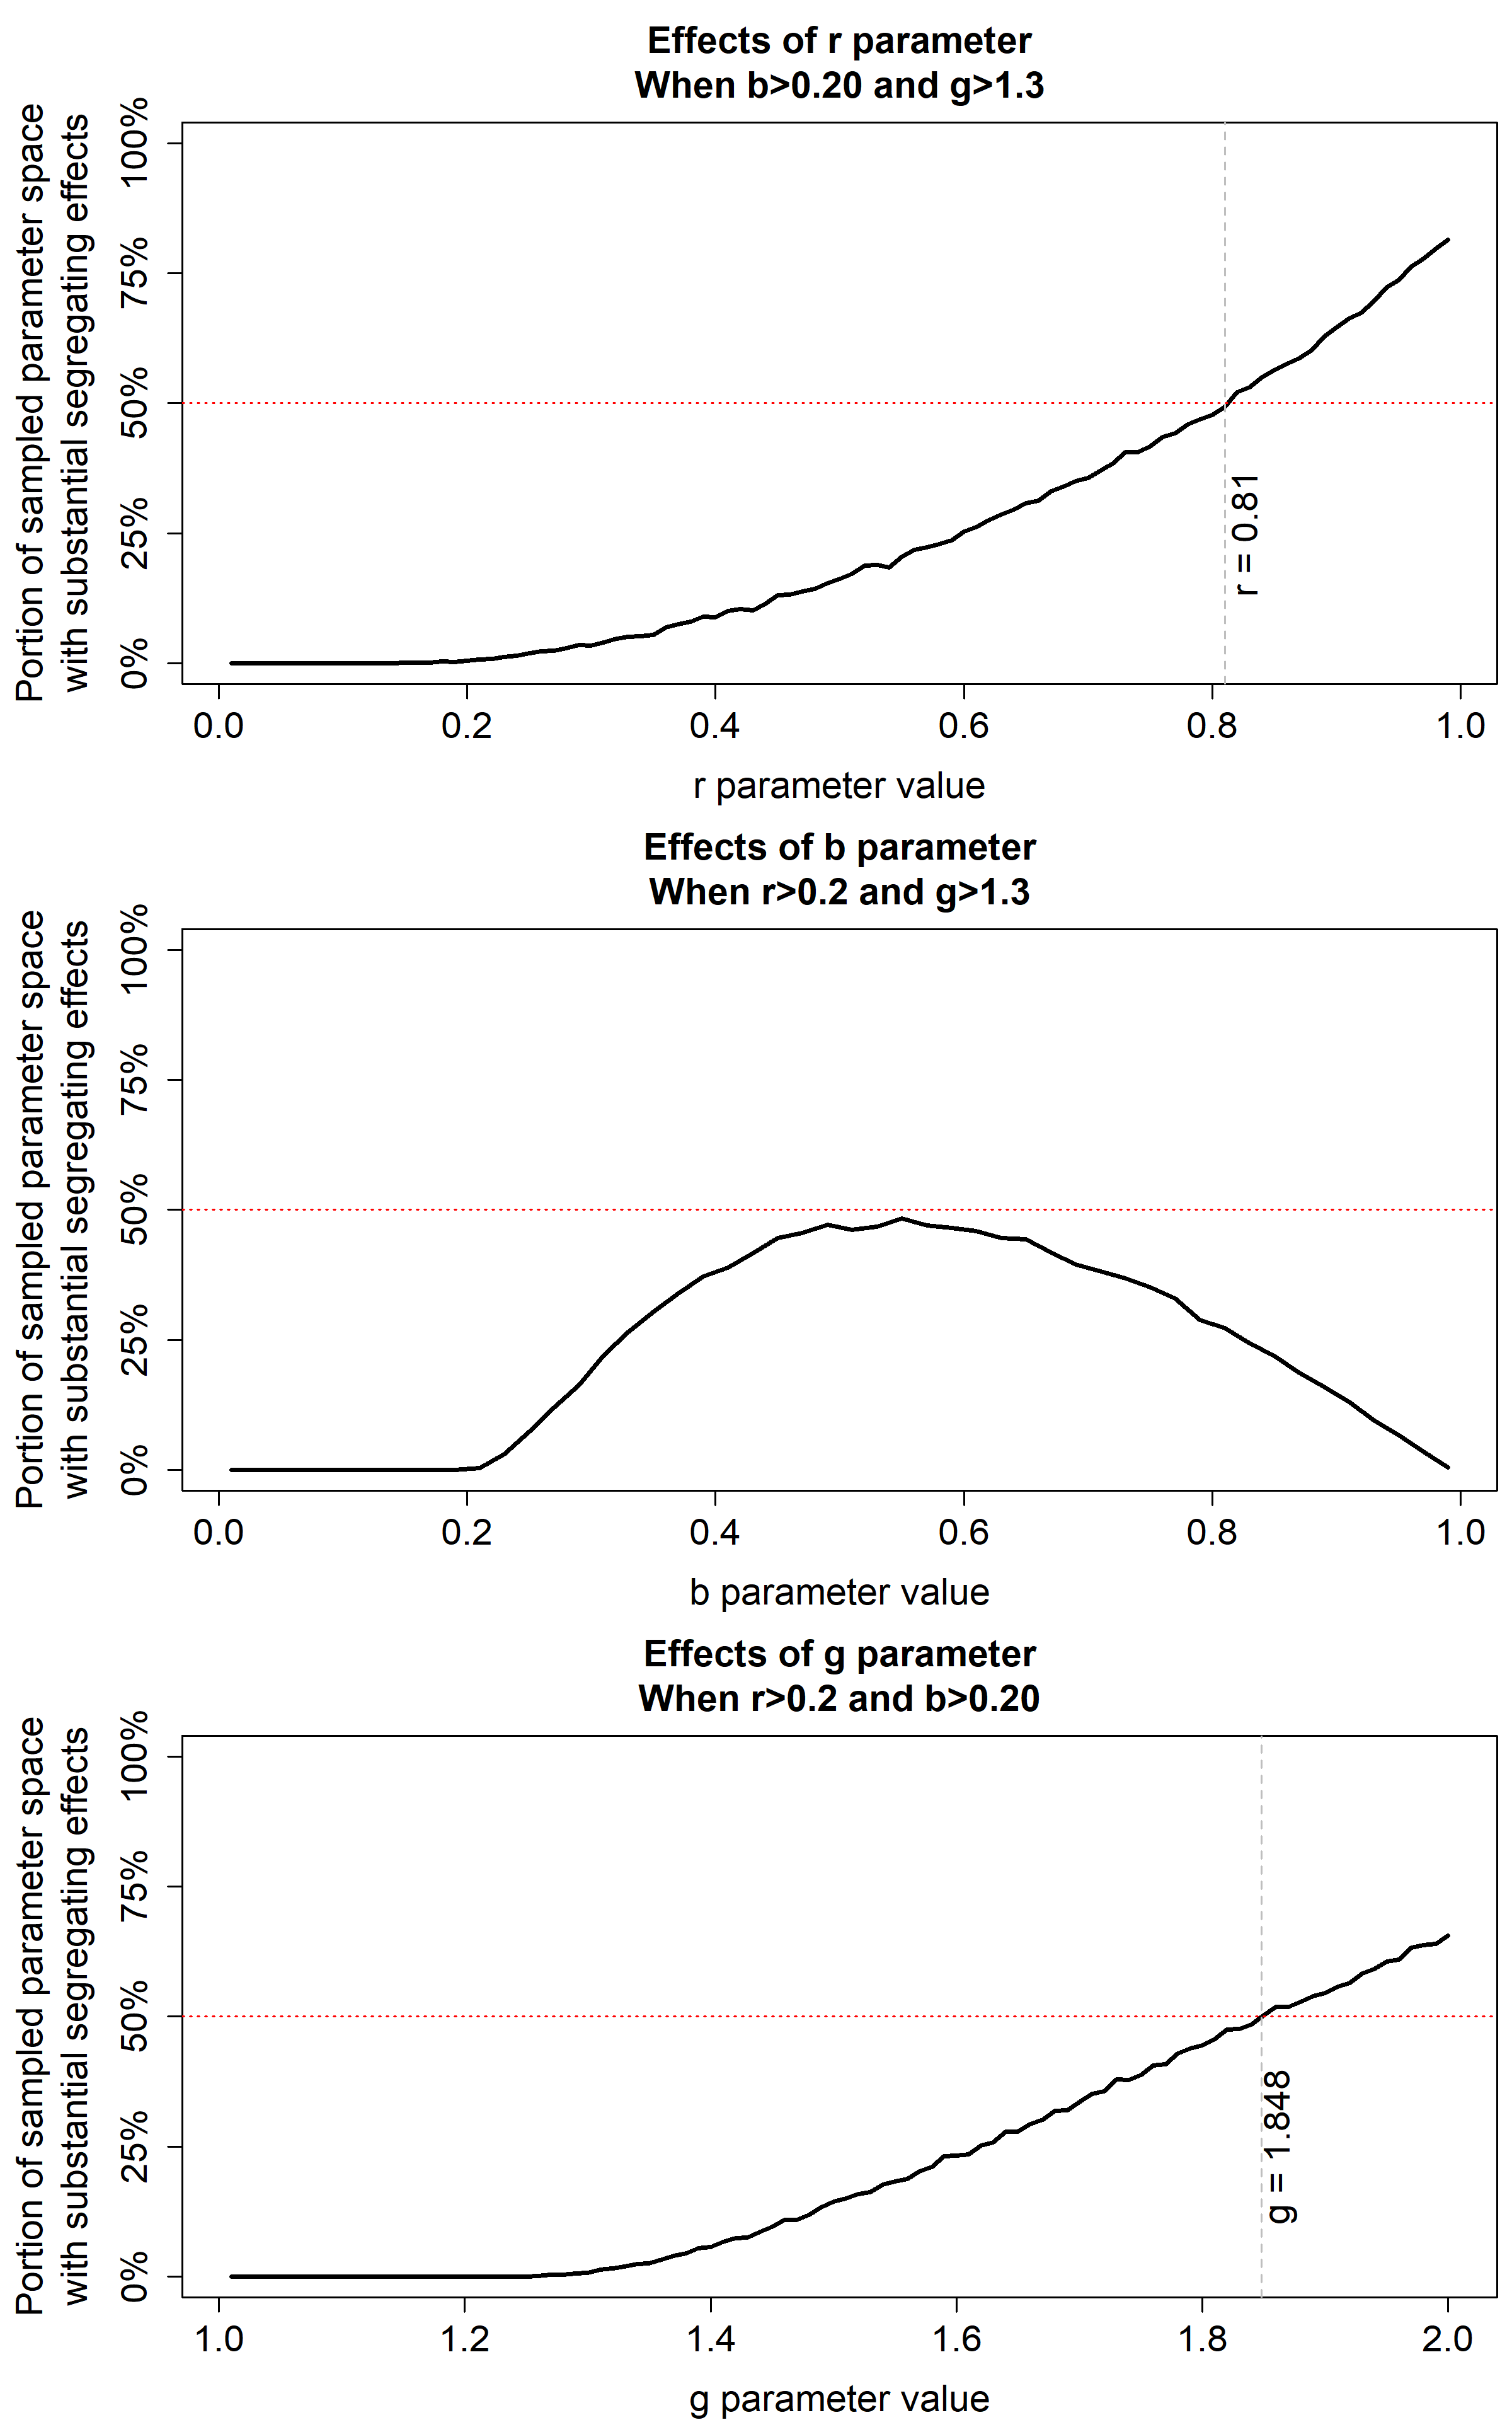 Effects of r parameter
When b>0.20 and g>1.3
Portion of sampled parameter space
with substantial segregating effects
100%
75%
50%
25%
0%
r = 0.81
0.0 0.2 0.4 0.6 0.8 1.0
r parameter value
Effects of b parameter
When r>0.2 and g>1.3
Portion of sampled parameter space
with substantial segregating effects
100%
75%
50%
25%
0%
0.0 0.2 0.4 0.6 0.8 1.0
b parameter value
Effects of g parameter
When r>0.2 and b>0.20
Portion of sampled parameter space
with substantial segregating effects
100%
75%
50%
25%
0%
g = 1.848
1.0 1.2 1.4 1.6 1.8 2.0
g parameter value